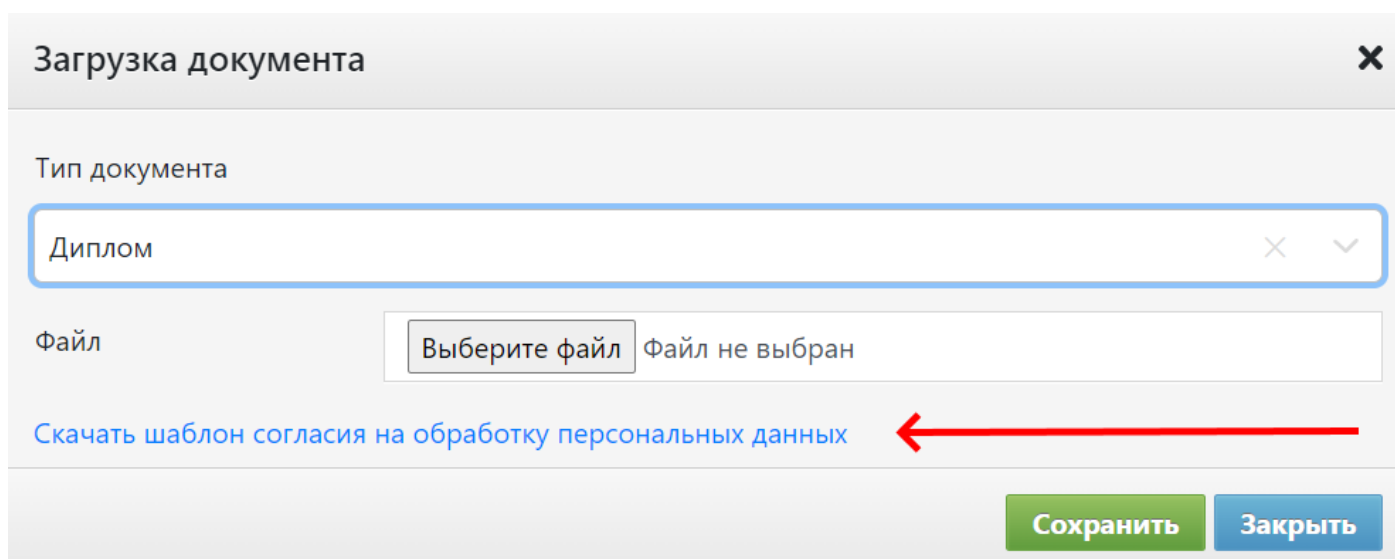 Загрузка документа
Тип документа
Диплом
Файл
Выберите файл Файл не выбран
Скачать шаблон согласия на обработку персональных данных
Сохранить
Закрыть